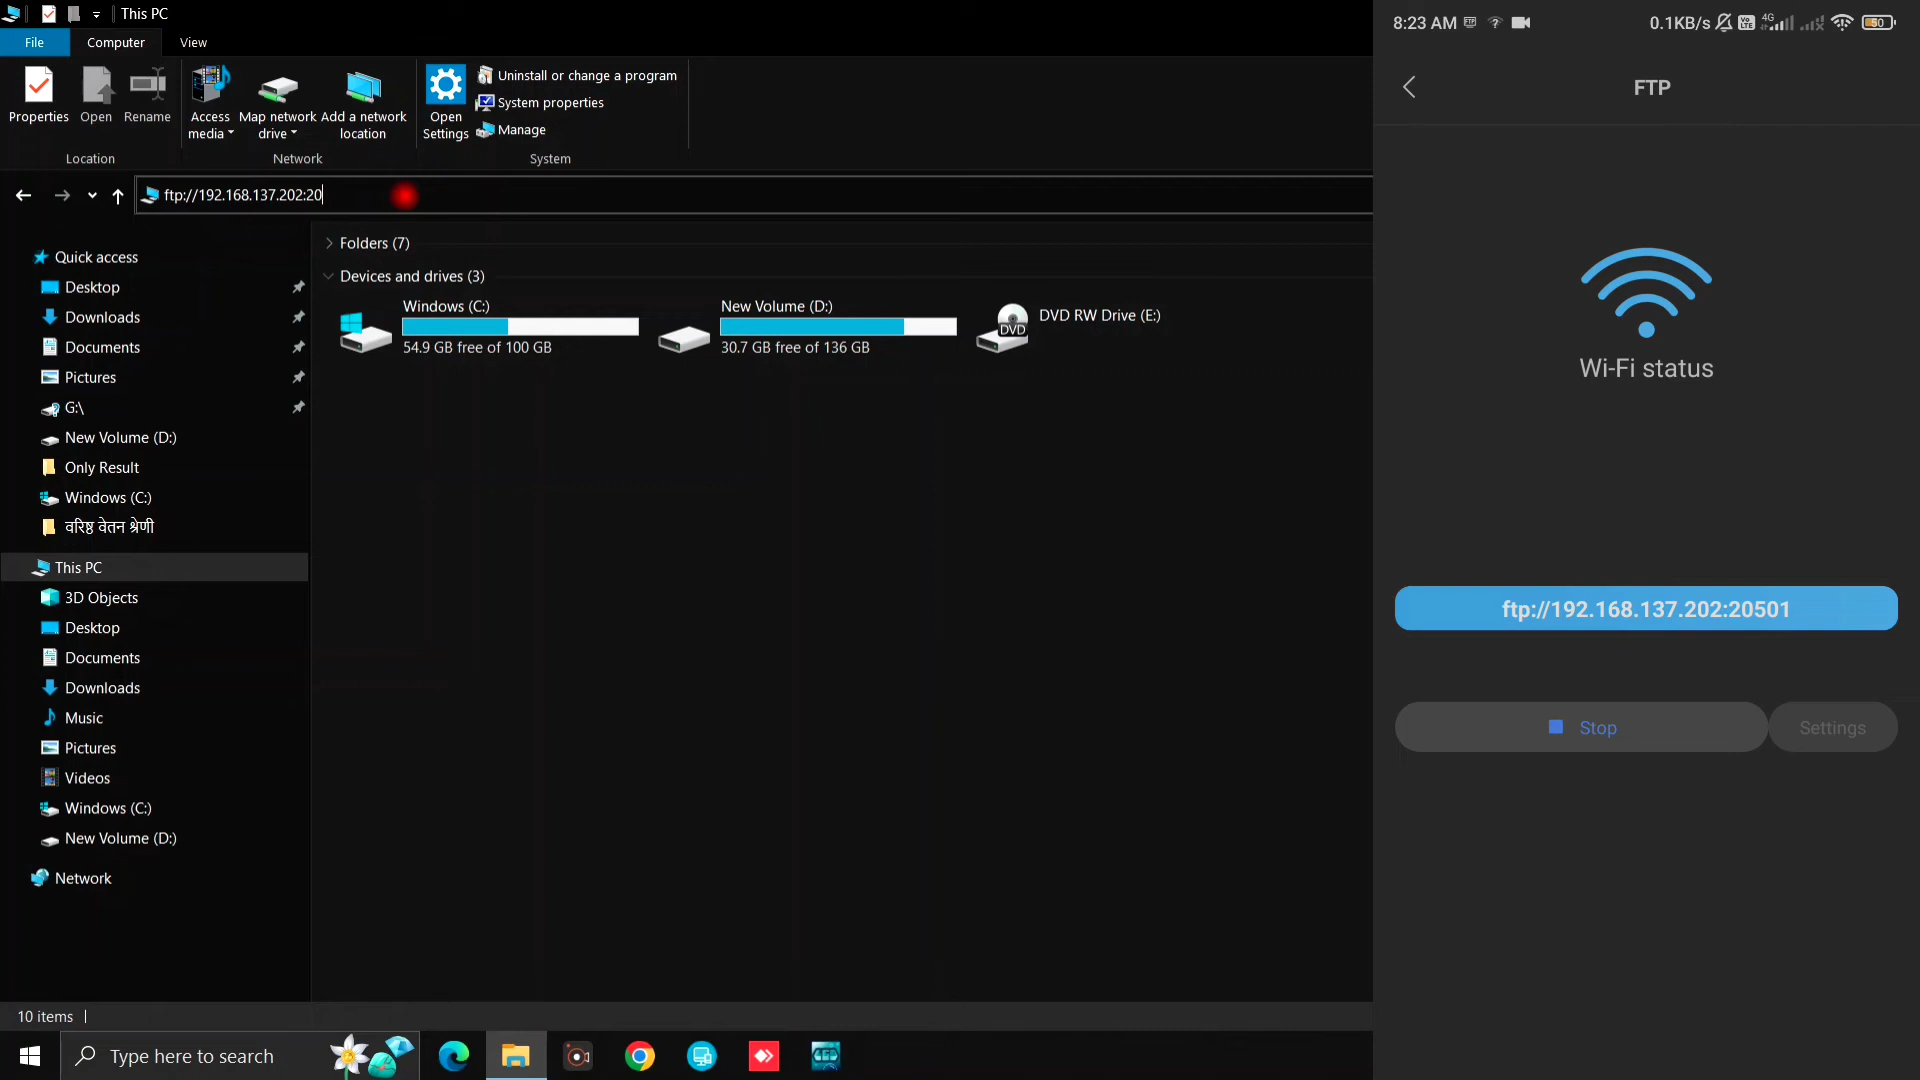 This PC
File
Computer
View
Properties
Open
Rename
Location
Access media
Map network drive
Add a network location
Network
Open Settings
Uninstall or change a program
System properties
Manage
System
ftp://192.168.137.202:20
Quick access
Desktop
Downloads
Documents
Pictures
G:\
New Volume (D:)
Only Result
Windows (C:)
वरिष्ठ वेतन श्रेणी
This PC
3D Objects
Desktop
Documents
Downloads
Music
Pictures
Videos
Windows (C:)
New Volume (D:)
Network
Folders (7)
Devices and drives (3)
Windows (C:)
54.9 GB free of 100 GB
New Volume (D:)
30.7 GB free of 136 GB
DVD
DVD RW Drive (E:)
10 items
Type here to search
8:23 AM
0.1KB/s
4G
50
FTP
Wi-Fi status
ftp://192.168.137.202:20501
Stop
Settings